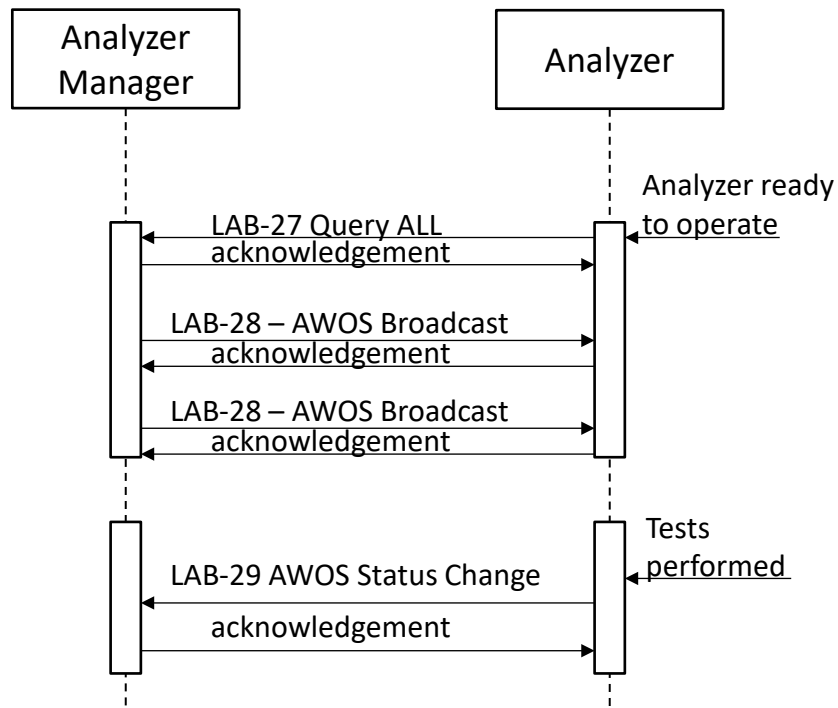 Analyzer
Manager
Analyzer
Analyzer ready
to operate
LAB-27 Query ALL
acknowledgement
LAB-28 – AWOS Broadcast
acknowledgement
LAB-28 – AWOS Broadcast
acknowledgement
Tests
performed
LAB-29 AWOS Status Change
acknowledgement